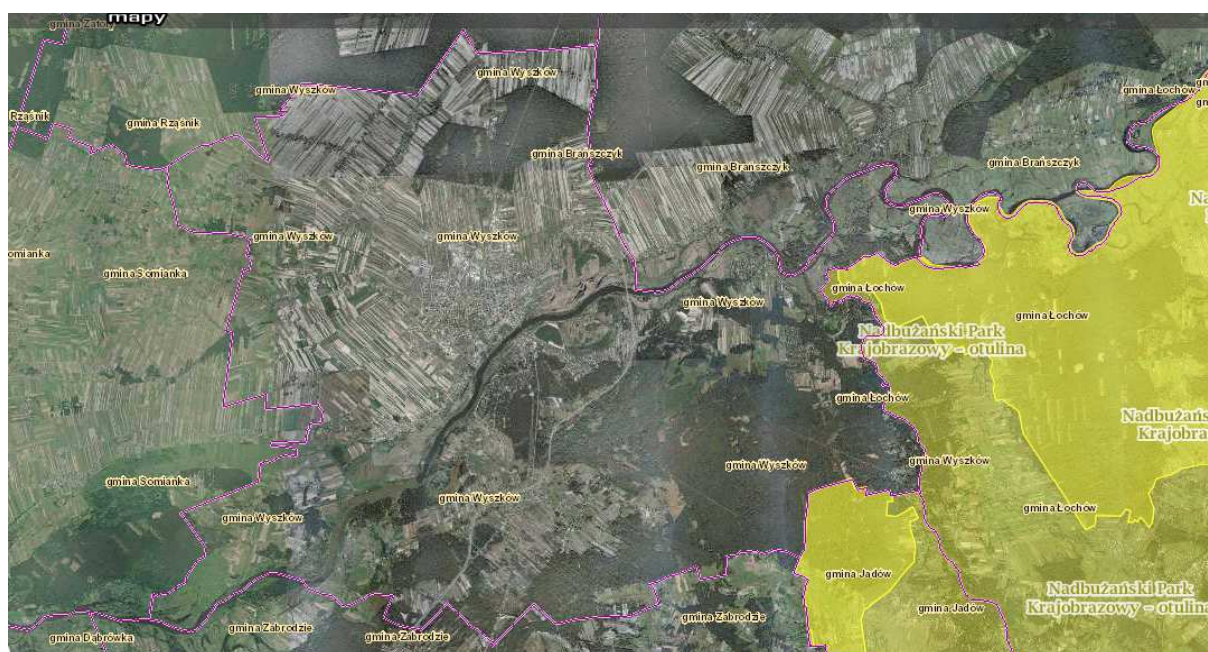 mapy
gmina Zatory
gmina Wyszków
gmina Wyszków
gmina Łochów
Rząśnik
gmina Rząśnik
gmina Brańszczyk
gmina Brańszczyk
gmina Brańszczyk
gmina Wyszków
gmina Wyszków
gmina Wyszków
omianka
gmina Somianka
gmina Łochów
gmina Wyszków
gmina Łochów
Nadbużański Park
Krajobrazowy – otulina
gmina Łochów
Nadbużańs
Krajobra
gmina Wyszków
gmina Wyszków
gmina Somianka
gmina Wyszków
gmina Wyszków
gmina Łochów
gmina Jadów
Nadbużański Park
Krajobrazowy – otulina
gmina Jadów
gmina Zabrodzie
gmina Zabrodzie
gmina Dąbrówka
gmina Zabrodzie